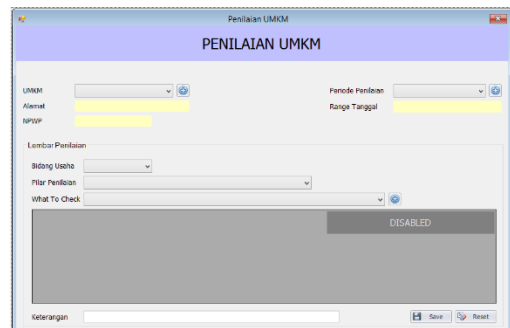 Penilaian UMKM
PENILAIAN UMKM
UMKM
Periode Penilaian
Alamat
Range Tanggal
NPWP
Lembar Penilaian
Bidang Usaha
Pilar Penilaian
What To Check
DISABLED
Keterangan
Save Reset